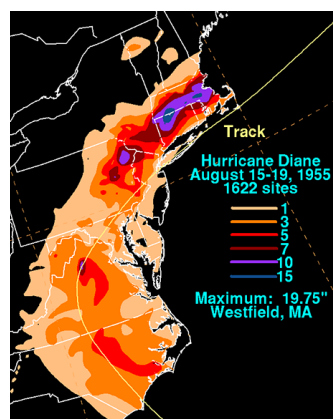 Track
Hurricane Diane
August 15-19, 1955
1622 sites
1
3
5
7
10
15
Maximum: 19.75"
Westfield, MA